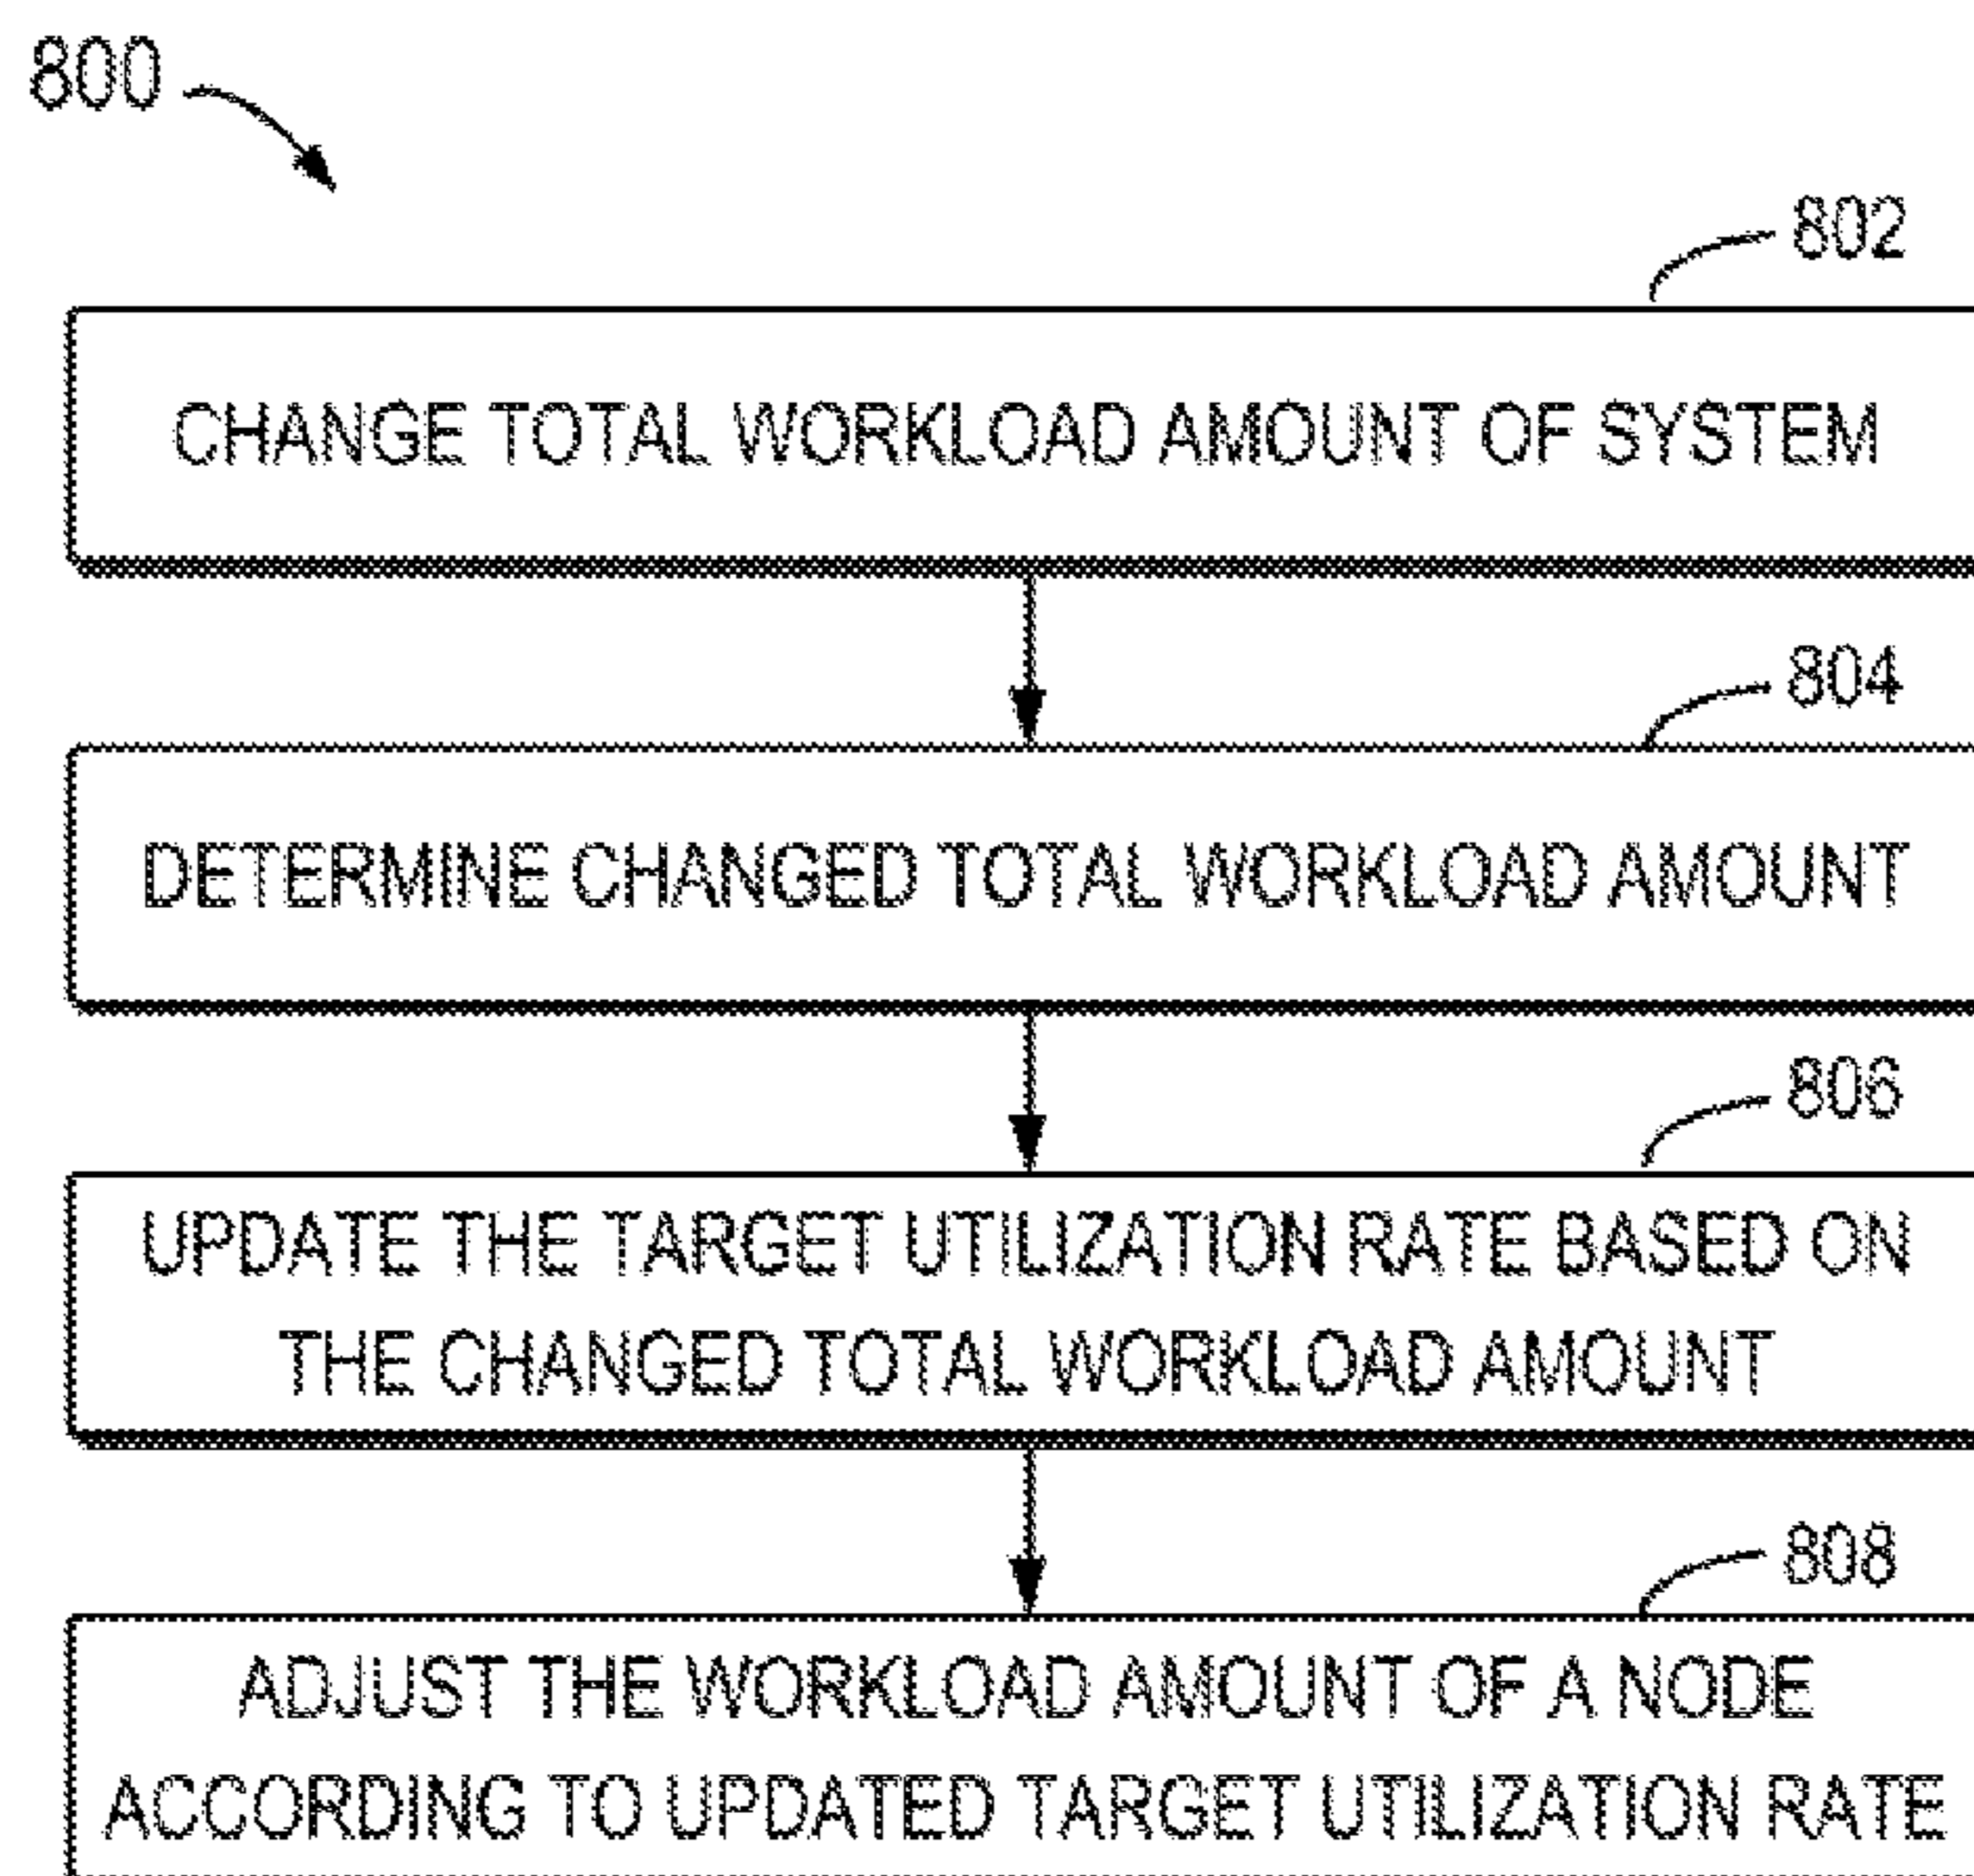 800
802
CHANGE TOTAL WORKLOAD AMOUNT OF SYSTEM
804
DETERMINE CHANGED TOTAL WORKLOAD AMOUNT
806
UPDATE THE TARGET UTILIZATION RATE BASED ON
THE CHANGED TOTAL WORKLOAD AMOUNT
808
ADJUST THE WORKLOAD AMOUNT OF A NODE
ACCORDING TO UPDATED TARGET UTILIZATION RATE